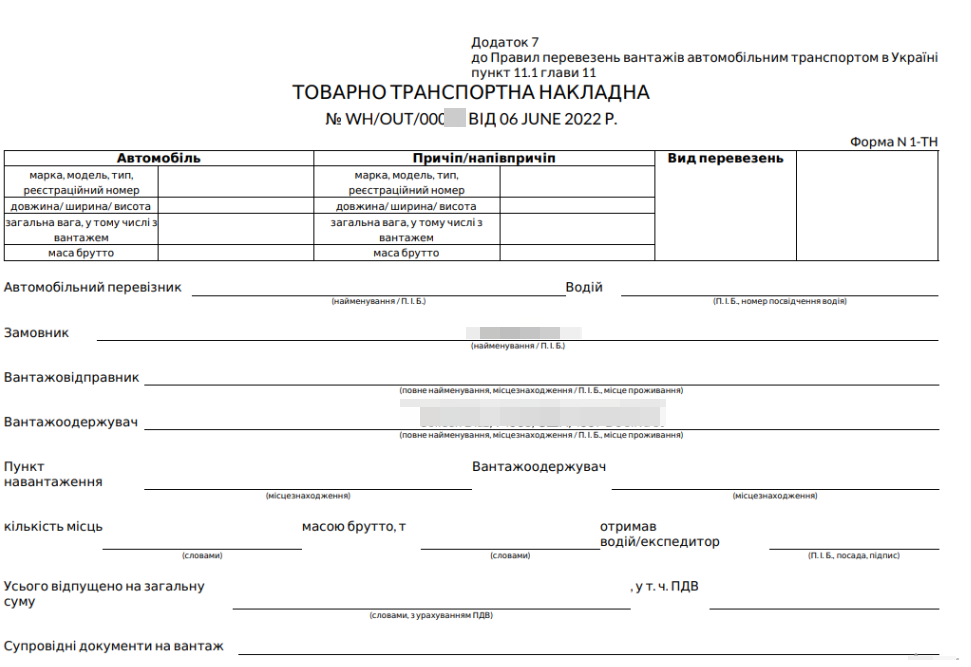 Додаток 7
до Правил перевезень вантажів автомобільним транспортом в Україні
пункт 11.1 глави 11
ТОВАРНО ТРАНСПОРТНА НАКЛАДНА
№ WH/OUT/000 ВІД 06 JUNE 2022 Р.
Форма N 1-ТН
Автомобіль Причіп/напівпричіп Вид перевезень
марка, модель, тип, марка, модель, тип,
реєстраційний номер реєстраційний номер
довжина/ ширина/ висота довжина/ ширина/ висота
загальна вага, у тому числі з загальна вага, у тому числі з
вантажем вантажем
маса брутто маса брутто
Автомобільний перевізник Водій
(найменування / П. І. Б.) (П. І. Б., номер посвідчення водія)
Замовник
(найменування / П. І. Б.)
Вантажовідправник
(повне найменування, місцезнаходження / П. І. Б., місце проживання)
Вантажоодержувач
(повне найменування, місцезнаходження / П. І. Б., місце проживання)
Пункт Вантажоодержувач
навантаження
(місцезнаходження) (місцезнаходження)
кількість місць масою брутто, т отримав
водій/експедитор
(словами) (словами) (П. І. Б., посада, підпис)
Усього відпущено на загальну , у т. ч. ПДВ
суму
(словами, з урахуванням ПДВ)
Супровідні документи на вантаж